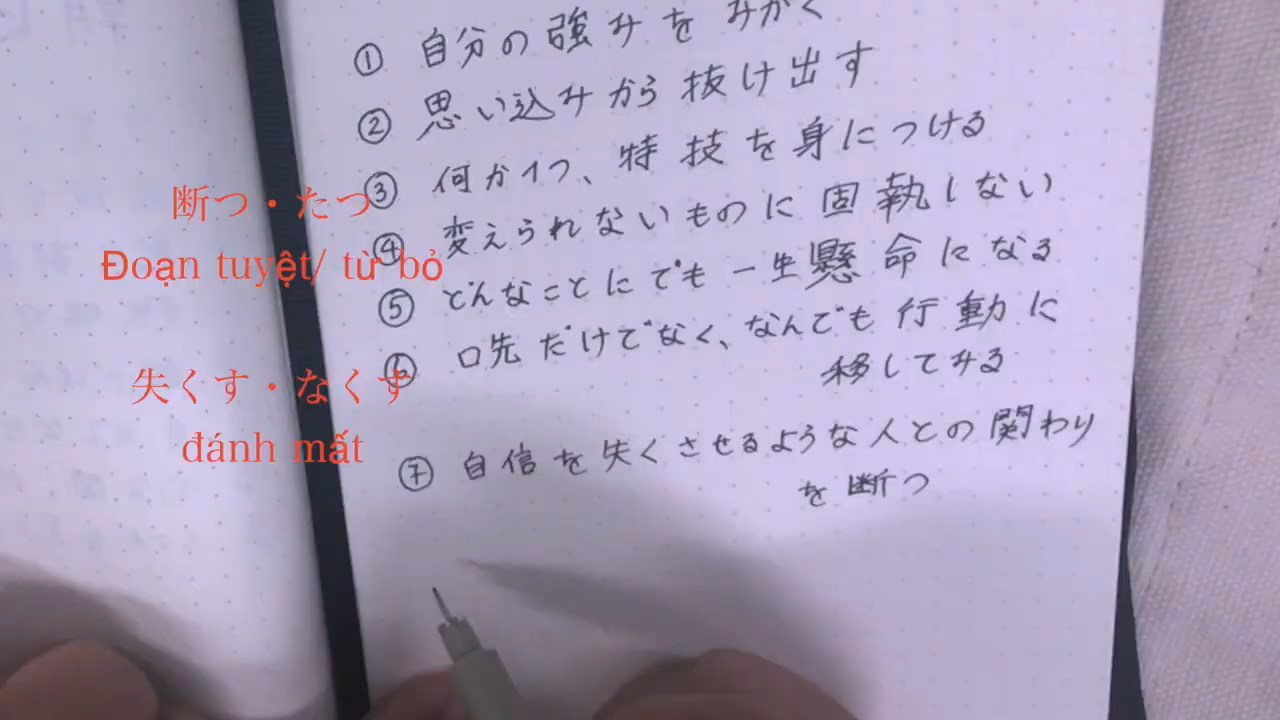 ① 自分の強みをみがく
② 思い込みから抜け出す
③ 何か1つ、特技を身につける
④ 変えられないものに固執しない
⑤ どんなことにでも一生懸命になる
⑥ 口先だけでなく、なんでも行動に
移してみる
⑦ 自信を失くさせるような人との関わり
を断つ
断つ・たつ
Đoạn tuyệt/ từ bỏ
失くす・なくす
đánh mất